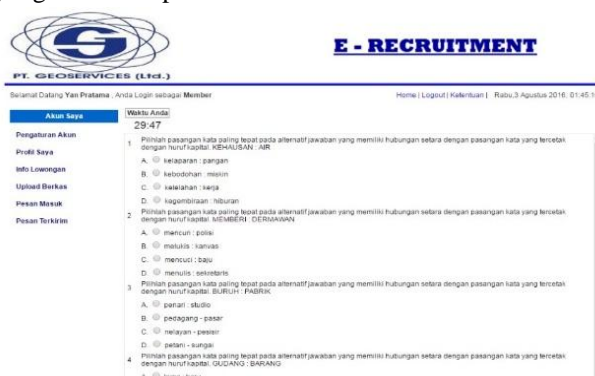 E - RECRUITMENT
PT. GEOSERVICES (Ltd.)
Selamat Datang Yan Pratama , Anda Login sebagai Member
Home | Logout | Ketentuan | Rabu,3 Agustus 2016, 01:45:1
Akun Saya
Pengaturan Akun
Profil Saya
Info Lowongan
Upload Berkas
Pesan Masuk
Pesan Terkirim
Waktu Anda
29:47
1 Pilihlah pasangan kata paling tepat pada alternatif jawaban yang memiliki hubungan setara dengan pasangan kata yang tercetak
dengan huruf kapital. KEHAUSAN : AIR
A. kelaparan : pangan
B. kebodohan : miskin
C. kelelahan : kerja
D. kegembiraan : hiburan
2 Pilihlah pasangan kata paling tepat pada alternatif jawaban yang memiliki hubungan setara dengan pasangan kata yang tercetak
dengan huruf kapital. MEMBERI : DERMAWAN
A. mencuri : polisi
B. melukis : kanvas
C. mencuci : baju
D. menulis : sekretaris
3 Pilihlah pasangan kata paling tepat pada alternatif jawaban yang memiliki hubungan setara dengan pasangan kata yang tercetak
dengan huruf kapital. BURUH : PABRIK
A. penari : studio
B. pedagang - pasar
C. nelayan - pesisir
D. petani - sungai
4 Pilihlah pasangan kata paling tepat pada alternatif jawaban yang memiliki hubungan setara dengan pasangan kata yang tercetak
dengan huruf kapital. GUDANG : BARANG